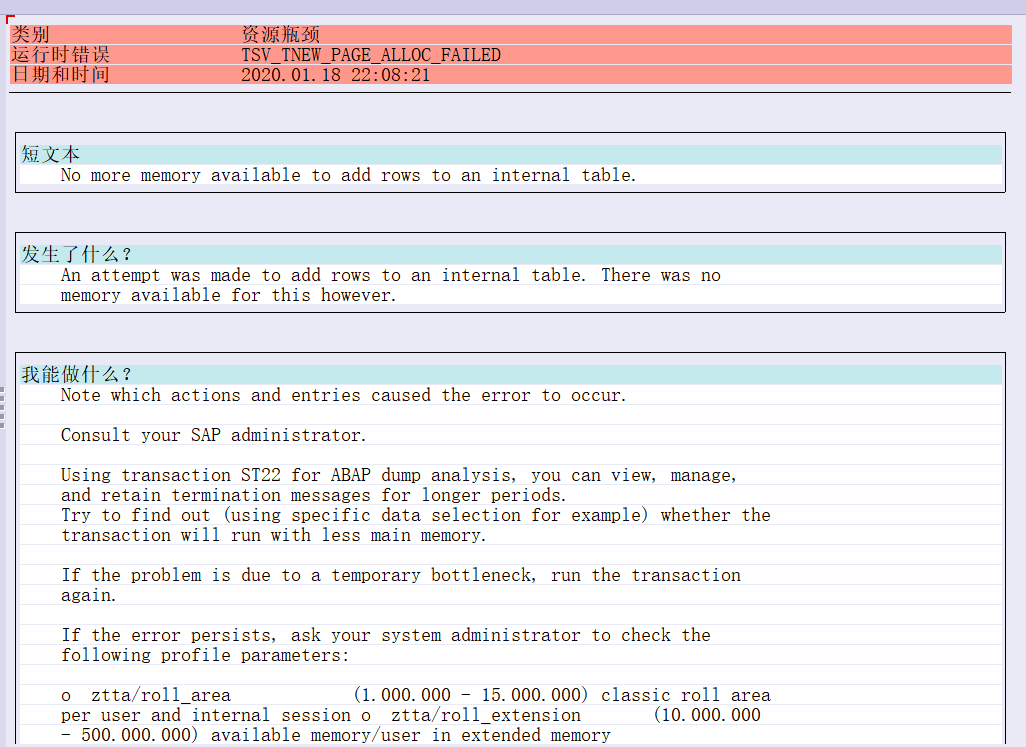 类别 资源瓶颈
运行时错误 TSV_TNEW_PAGE_ALLOC_FAILED
日期和时间 2020.01.18 22:08:21
短文本
No more memory available to add rows to an internal table.
发生了什么?
An attempt was made to add rows to an internal table. There was no
memory available for this however.
我能做什么?
Note which actions and entries caused the error to occur.
Consult your SAP administrator.
Using transaction ST22 for ABAP dump analysis, you can view, manage,
and retain termination messages for longer periods.
Try to find out (using specific data selection for example) whether the
transaction will run with less main memory.
If the problem is due to a temporary bottleneck, run the transaction
again.
If the error persists, ask your system administrator to check the
following profile parameters:
o ztta/roll_area (1.000.000 - 15.000.000) classic roll area
per user and internal session o ztta/roll_extension (10.000.000
- 500.000.000) available memory/user in extended memory